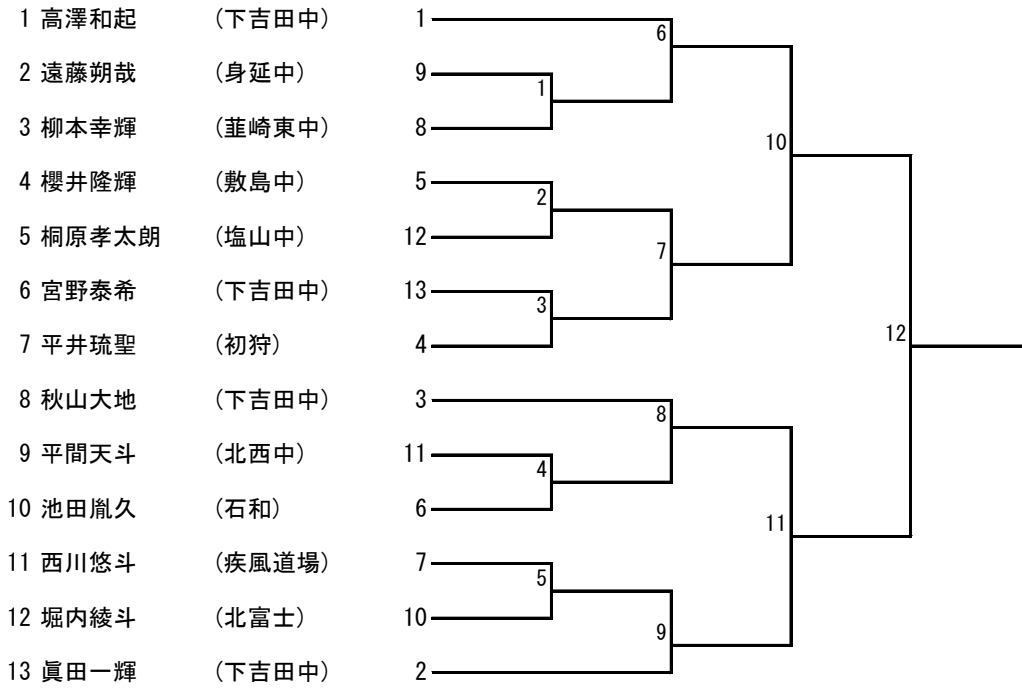 1 高澤和起 (下吉田中) 1
6
2 遠藤朔哉 (身延中) 9
1
3 柳本幸輝 (韮崎東中) 8
10
4 櫻井隆輝 (敷島中) 5
2
5 桐原孝太朗 (塩山中) 12
7
6 宮野泰希 (下吉田中) 13
3
12
7 平井琉聖 (初狩) 4
8 秋山大地 (下吉田中) 3
8
9 平間天斗 (北西中) 11
4
10 池田胤久 (石和) 6
11
11 西川悠斗 (疾風道場) 7
5
12 堀内綾斗 (北富士) 10
9
13 眞田一輝 (下吉田中) 2